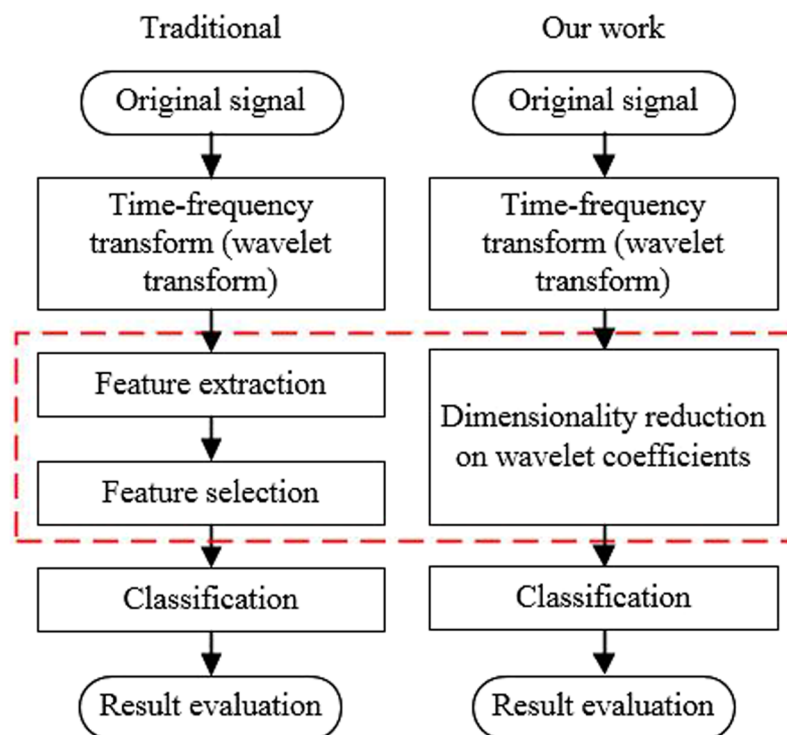 Traditional
Original signal
Time-frequency
transform (wavelet
transform)
Feature extraction
Feature selection
Classification
Result evaluation
Our work
Original signal
Time-frequency
transform (wavelet
transform)
Dimensionality reduction
on wavelet coefficients
Classification
Result evaluation